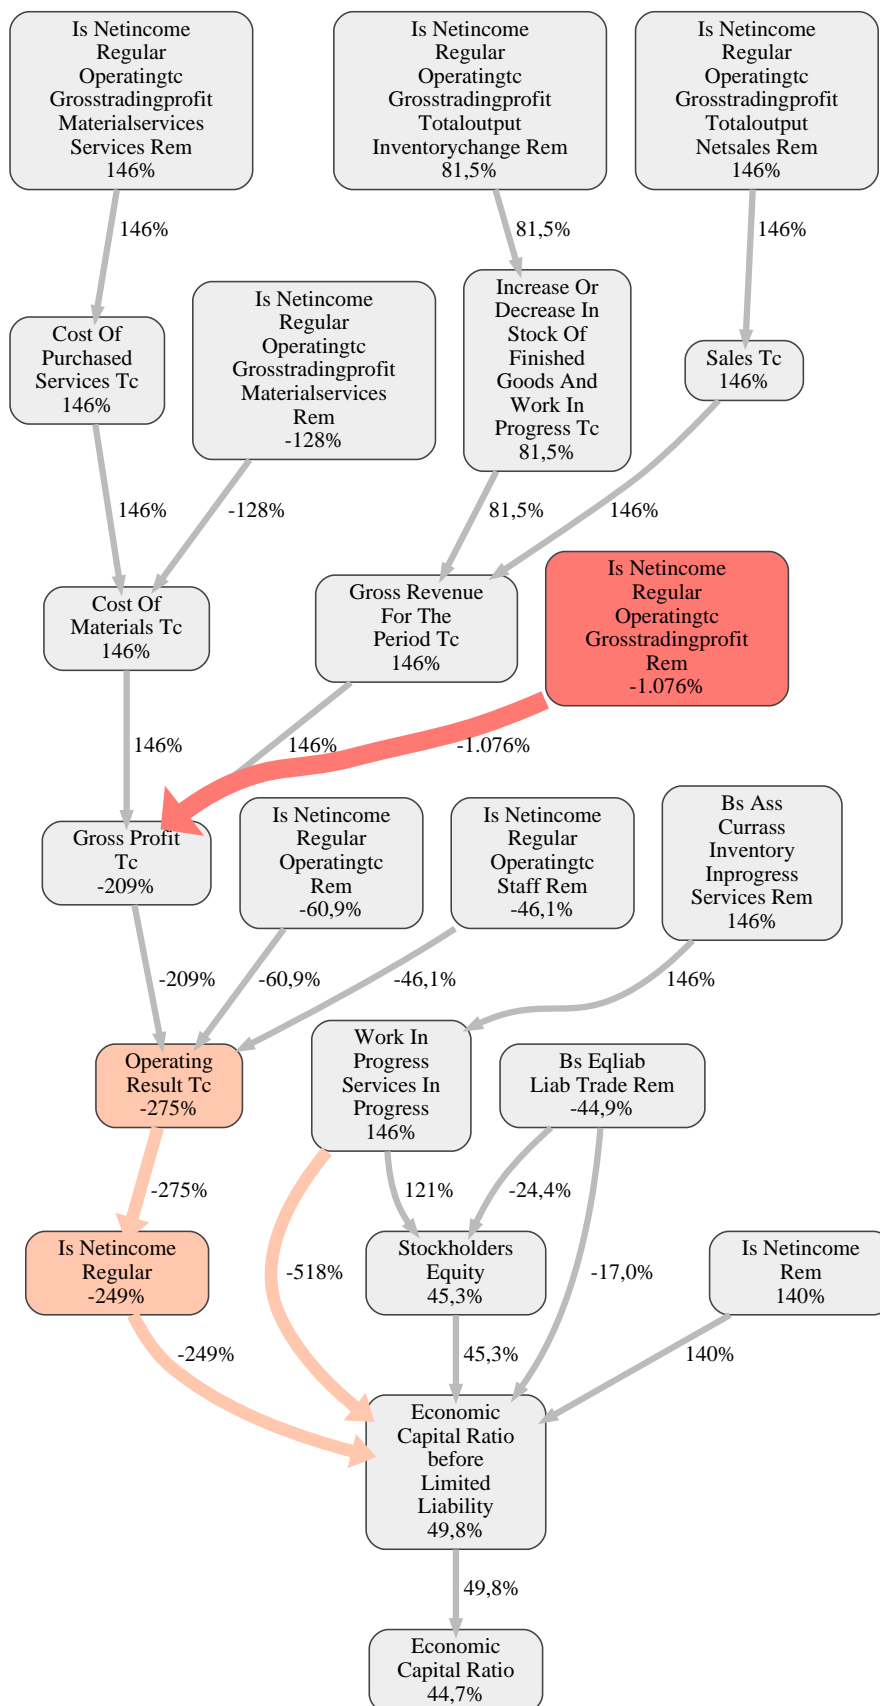 Is Netincome
Regular
Operatingtc
Grosstradingprofit
Materialservices
Services Rem
146%
Is Netincome
Regular
Operatingtc
Grosstradingprofit
Totaloutput
Inventorychange Rem
81,5%
Is Netincome
Regular
Operatingtc
Grosstradingprofit
Totaloutput
Netsales Rem
146%
146%
81,5%
146%
Cost Of
Purchased
Services Tc
146%
Is Netincome
Regular
Operatingtc
Grosstradingprofit
Materialservices
Rem
-128%
Increase Or
Decrease In
Stock Of
Finished
Goods And
Work In
Progress Tc
81,5%
Sales Tc
146%
146%
-128%
81,5%
146%
Cost Of
Materials Tc
146%
Gross Revenue
For The
Period Tc
146%
Is Netincome
Regular
Operatingtc
Grosstradingprofit
Rem
-1.076%
146%
146%
-1.076%
Gross Profit
Tc
-209%
Is Netincome
Regular
Operatingtc
Rem
-60,9%
Is Netincome
Regular
Operatingtc
Staff Rem
-46,1%
Bs Ass
Currass
Inventory
Inprogress
Services Rem
146%
-209%
-60,9%
-46,1%
146%
Operating
Result Tc
-275%
Work In
Progress
Services In
Progress
146%
Bs Eqliab
Liab Trade Rem
-44,9%
-275%
121%
-24,4%
Is Netincome
Regular
-249%
-518%
Stockholders
Equity
45,3%
-17,0%
Is Netincome
Rem
140%
-249%
45,3%
140%
Economic
Capital Ratio
before
Limited
Liability
49,8%
49,8%
Economic
Capital Ratio
44,7%